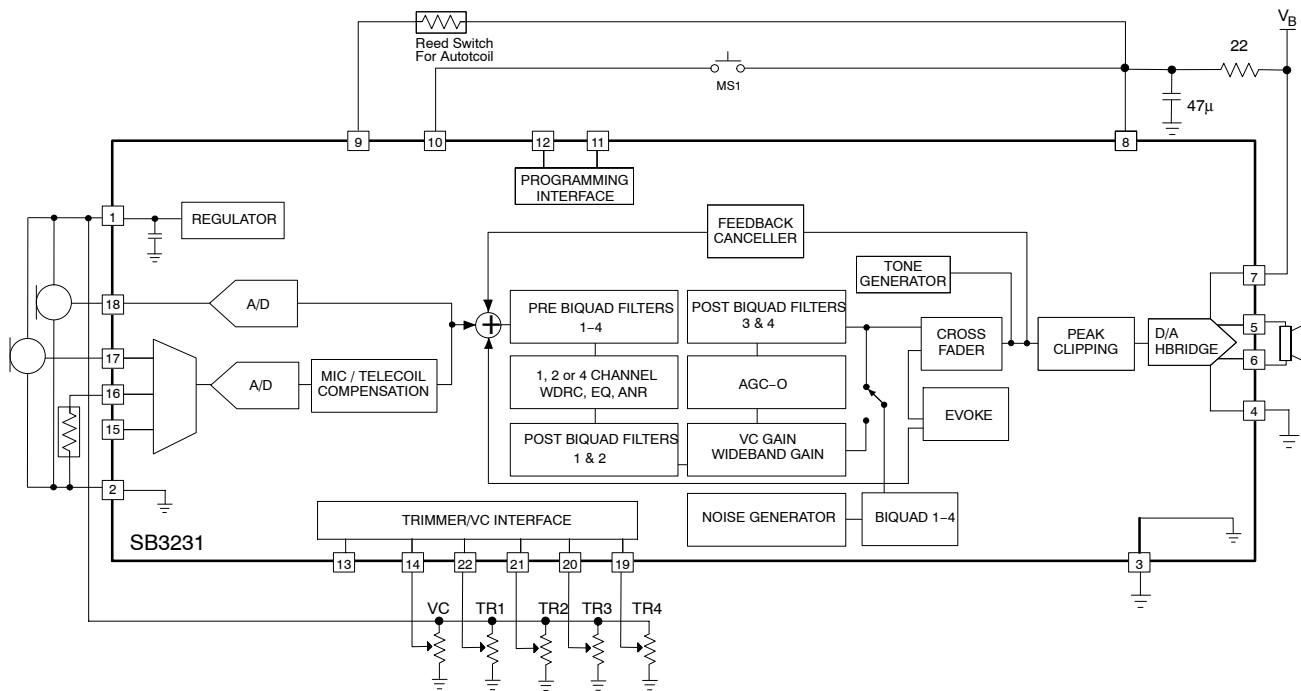 VB
Reed Switch
For Autotcoil
22
MS1
47μ
9
10
12
11
8
PROGRAMMING
INTERFACE
1
REGULATOR
FEEDBACK
CANCELLER
TONE
GENERATOR
7
18
A/D
PRE BIQUAD FILTERS
1–4
POST BIQUAD FILTERS
3 & 4
CROSS
FADER
PEAK
CLIPPING
D/A
HBRIDGE
5
6
17
16
15
A/D
MIC / TELECOIL
COMPENSATION
1, 2 or 4 CHANNEL
WDRC, EQ, ANR
AGC–O
EVOKE
4
POST BIQUAD FILTERS
1 & 2
VC GAIN
WIDEBAND GAIN
2
TRIMMER/VC INTERFACE
NOISE GENERATOR
BIQUAD 1–4
SB3231
13
14
22
21
20
19
3
VC
TR1
TR2
TR3
TR4